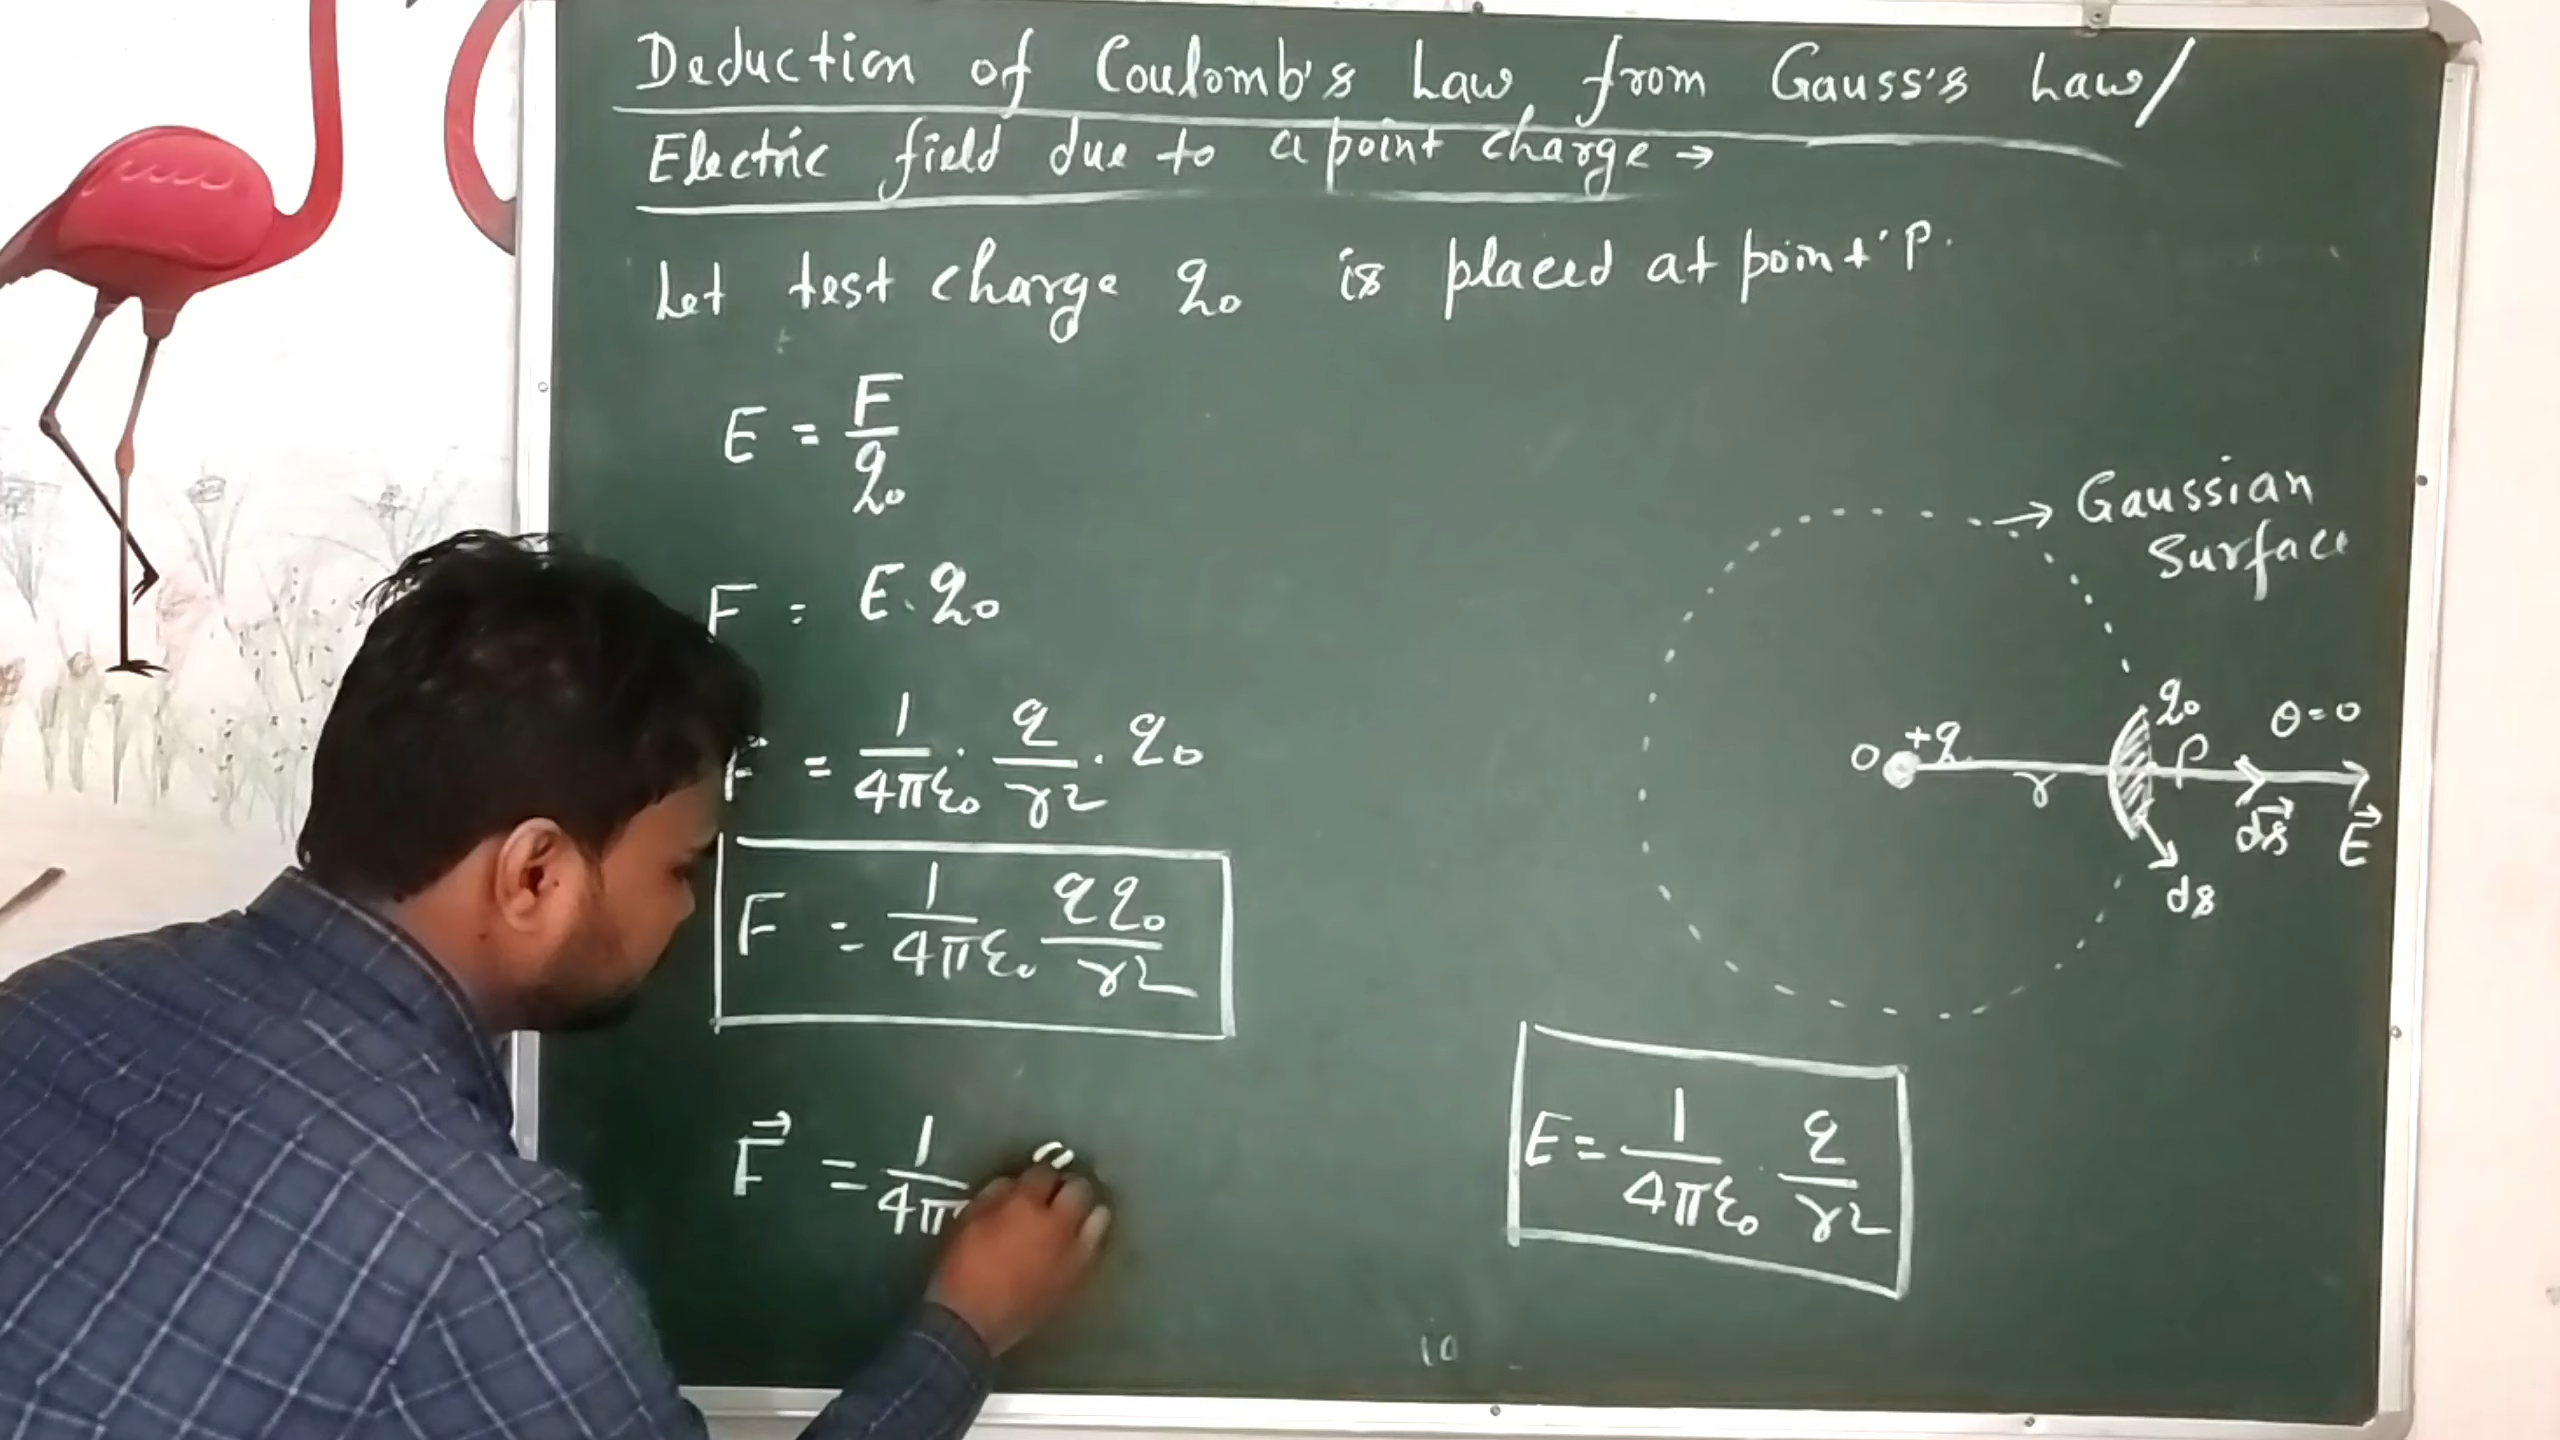 Deduction of Coulomb's Law from Gauss's Law/
Electric field due to a point charge →
Let test charge q₀ is placed at point 'P.
E = F/q₀
F = E·q₀
F = 1/4πε₀ · q/r² · q₀
F = 1/4πε₀ qq₀/r²
F⃗ = 1/4π
→ Gaussian
Surface
q₀
θ=0
O +q
r
P
ds⃗
E⃗
ds
E = 1/4πε₀ · q/r²